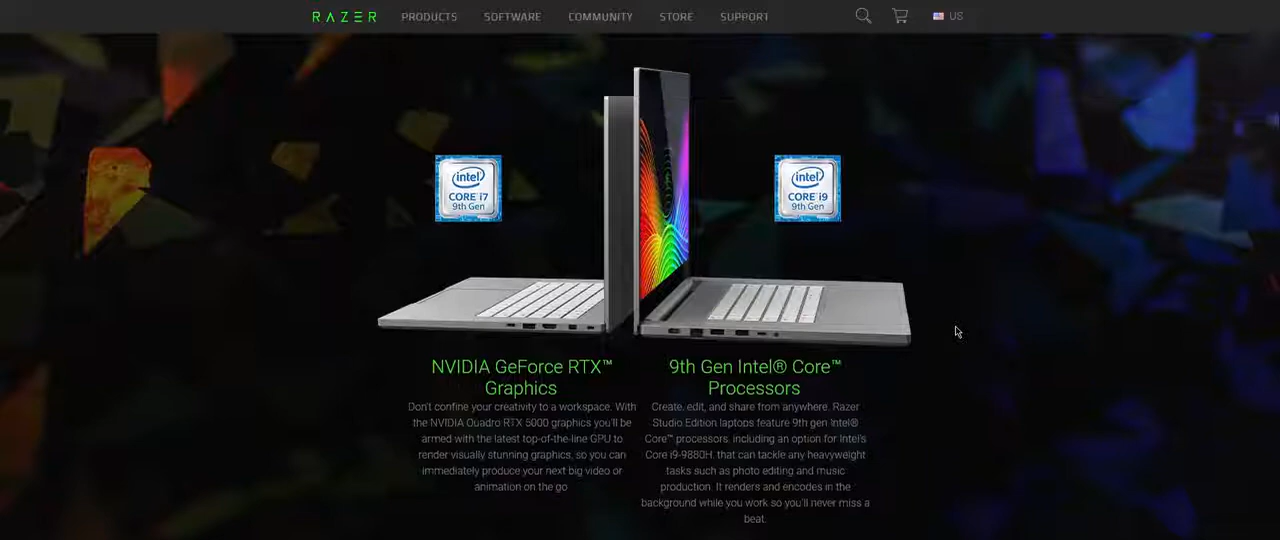 RAZER PRODUCTS SOFTWARE COMMUNITY STORE SUPPORT US
intel
CORE i7
9th Gen
intel
CORE i9
9th Gen
NVIDIA GeForce RTX™
Graphics
Don't confine your creativity to a workspace. With
the NVIDIA Quadro RTX 5000 graphics you'll be
armed with the latest top-of-the-line GPU to
render visually stunning graphics, so you can
immediately produce your next big video or
animation on the go
9th Gen Intel® Core™
Processors
Create, edit, and share from anywhere. Razer
Studio Edition laptops feature 9th gen Intel®
Core™ processors, including an option for Intel's
Core i9-9880H, that can tackle any heavyweight
tasks such as photo editing and music
production. It renders and encodes in the
background while you work so you'll never miss a
beat.